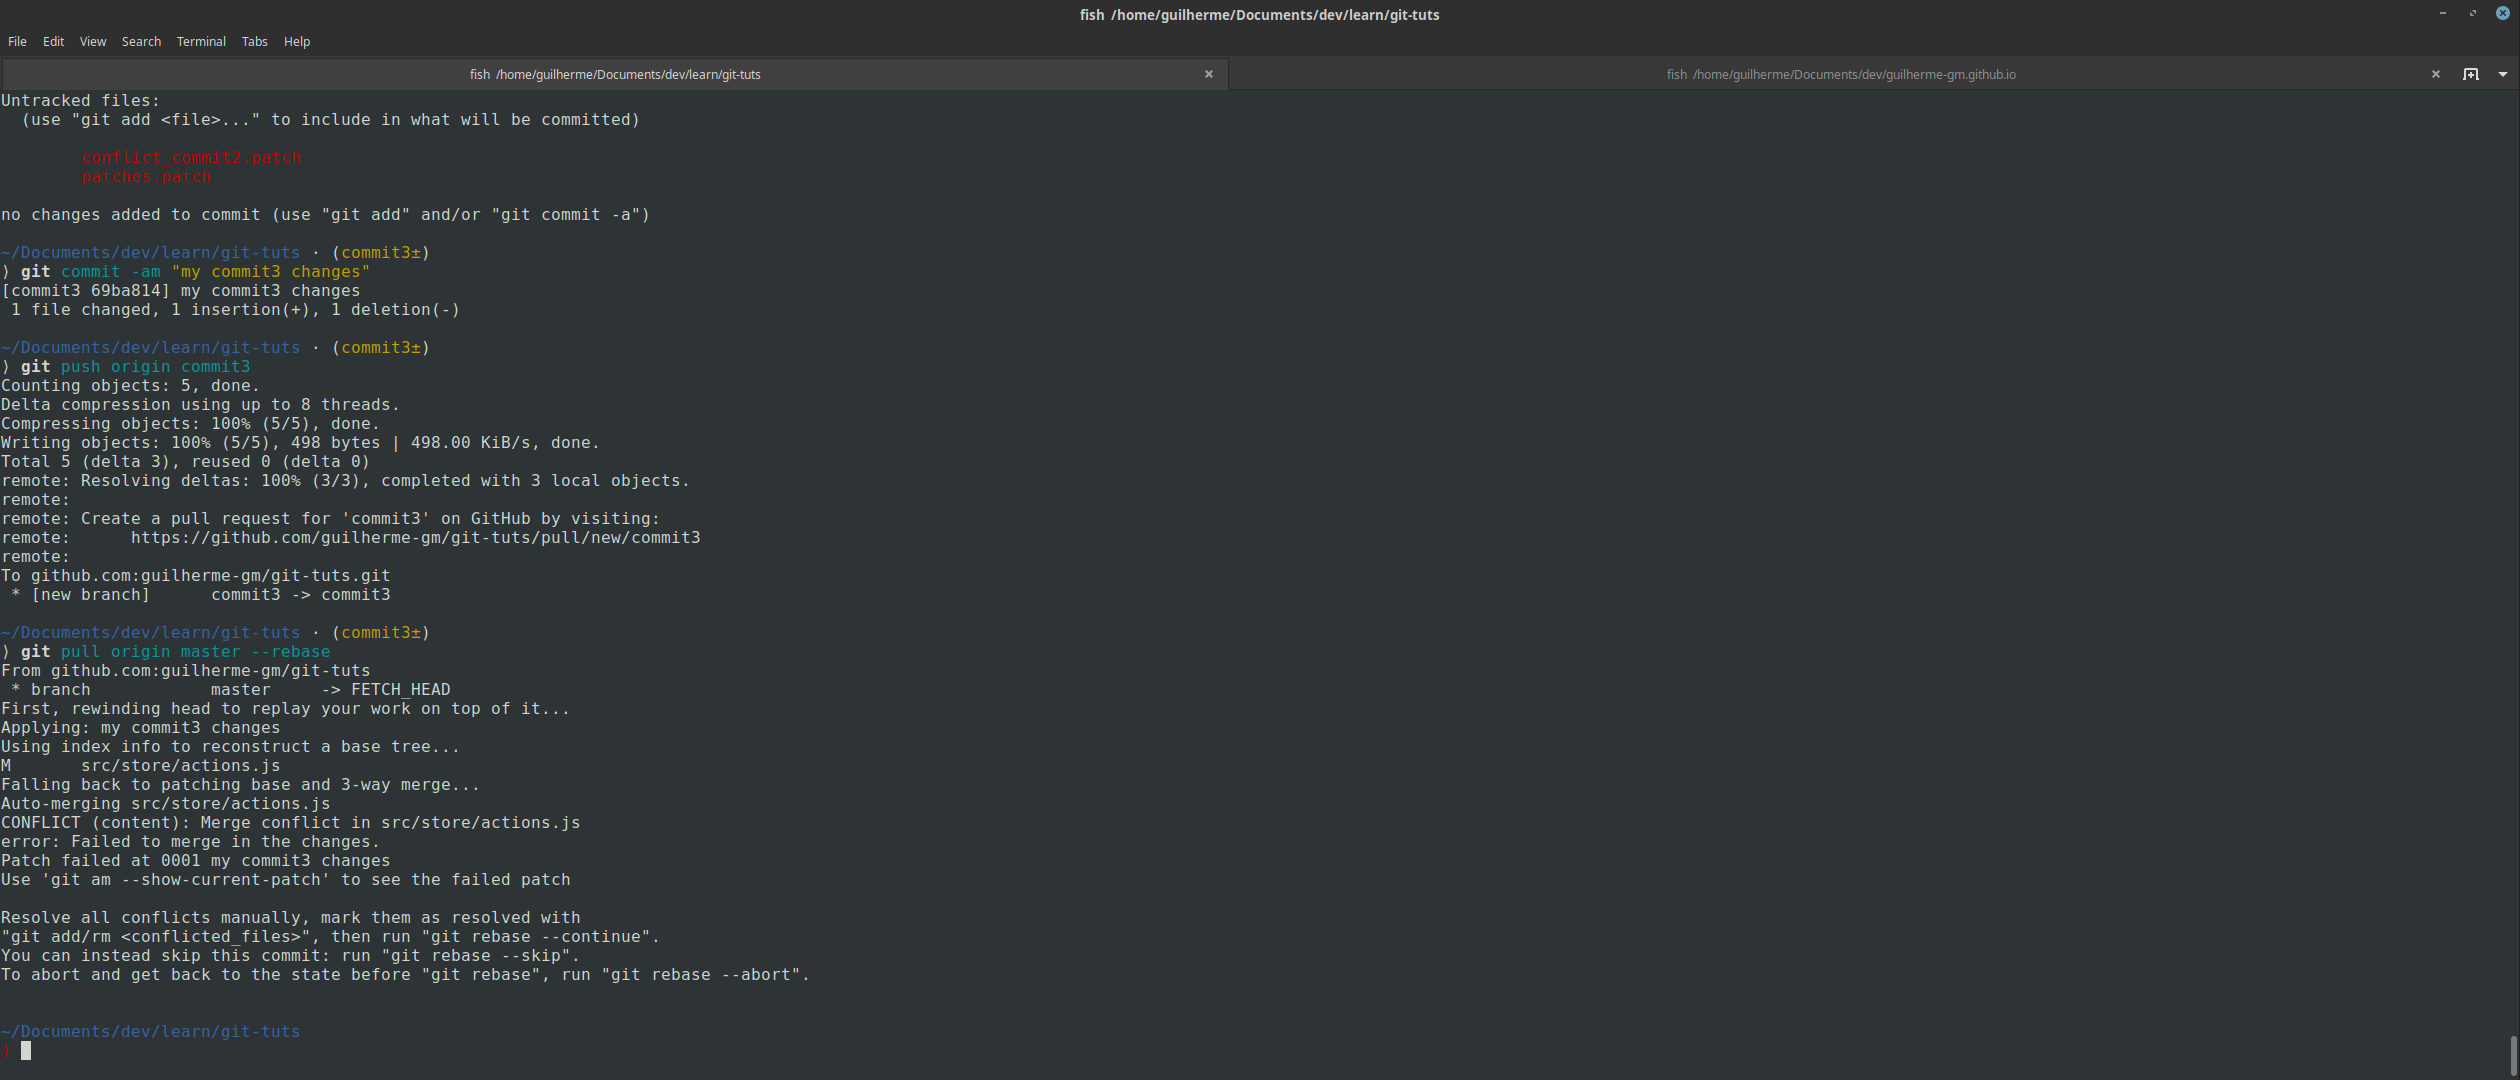 fish /home/guilherme/Documents/dev/learn/git-tuts
File Edit View Search Terminal Tabs Help
fish /home/guilherme/Documents/dev/learn/git-tuts
fish /home/guilherme/Documents/dev/guilherme-gm.github.io
Untracked files:
  (use "git add <file>..." to include in what will be committed)
        conflict_commit2.patch
        patches.patch
no changes added to commit (use "git add" and/or "git commit -a")
~/Documents/dev/learn/git-tuts · (commit3±)
⟩ git commit -am "my commit3 changes"
[commit3 69ba814] my commit3 changes
 1 file changed, 1 insertion(+), 1 deletion(-)
~/Documents/dev/learn/git-tuts · (commit3±)
⟩ git push origin commit3
Counting objects: 5, done.
Delta compression using up to 8 threads.
Compressing objects: 100% (5/5), done.
Writing objects: 100% (5/5), 498 bytes | 498.00 KiB/s, done.
Total 5 (delta 3), reused 0 (delta 0)
remote: Resolving deltas: 100% (3/3), completed with 3 local objects.
remote:
remote: Create a pull request for 'commit3' on GitHub by visiting:
remote:      https://github.com/guilherme-gm/git-tuts/pull/new/commit3
remote:
To github.com:guilherme-gm/git-tuts.git
 * [new branch]      commit3 -> commit3
~/Documents/dev/learn/git-tuts · (commit3±)
⟩ git pull origin master --rebase
From github.com:guilherme-gm/git-tuts
 * branch            master     -> FETCH_HEAD
First, rewinding head to replay your work on top of it...
Applying: my commit3 changes
Using index info to reconstruct a base tree...
M       src/store/actions.js
Falling back to patching base and 3-way merge...
Auto-merging src/store/actions.js
CONFLICT (content): Merge conflict in src/store/actions.js
error: Failed to merge in the changes.
Patch failed at 0001 my commit3 changes
Use 'git am --show-current-patch' to see the failed patch
Resolve all conflicts manually, mark them as resolved with
"git add/rm <conflicted_files>", then run "git rebase --continue".
You can instead skip this commit: run "git rebase --skip".
To abort and get back to the state before "git rebase", run "git rebase --abort".
~/Documents/dev/learn/git-tuts
⟩